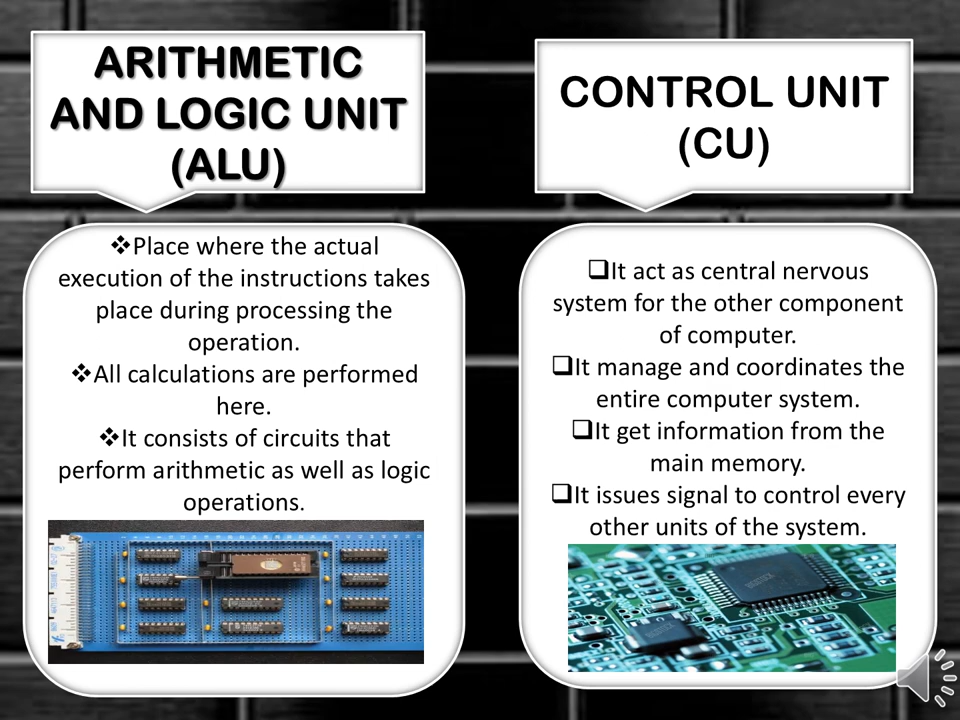 ARITHMETIC
AND LOGIC UNIT
(ALU)
❖Place where the actual
execution of the instructions takes
place during processing the
operation.
❖All calculations are performed
here.
❖It consists of circuits that
perform arithmetic as well as logic
operations.
CONTROL UNIT
(CU)
❑It act as central nervous
system for the other component
of computer.
❑It manage and coordinates the
entire computer system.
❑It get information from the
main memory.
❑It issues signal to control every
other units of the system.